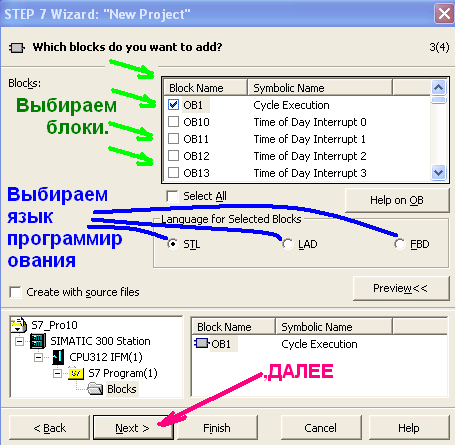 STEP 7 Wizard: "New Project"
Which blocks do you want to add? 3(4)
Blocks:
Block Name Symbolic Name
OB1 Cycle Execution
OB10 Time of Day Interrupt 0
OB11 Time of Day Interrupt 1
OB12 Time of Day Interrupt 2
OB13 Time of Day Interrupt 3
Выбираем
блоки.
Select All
Help on OB
Выбираем
язык
программир
ования
Language for Selected Blocks
STL LAD FBD
Create with source files
Preview<<
S7_Pro10
SIMATIC 300 Station
CPU312 IFM(1)
S7 Program(1)
Blocks
Block Name Symbolic Name
OB1 Cycle Execution
,ДАЛЕЕ
< Back Next > Finish Cancel Help